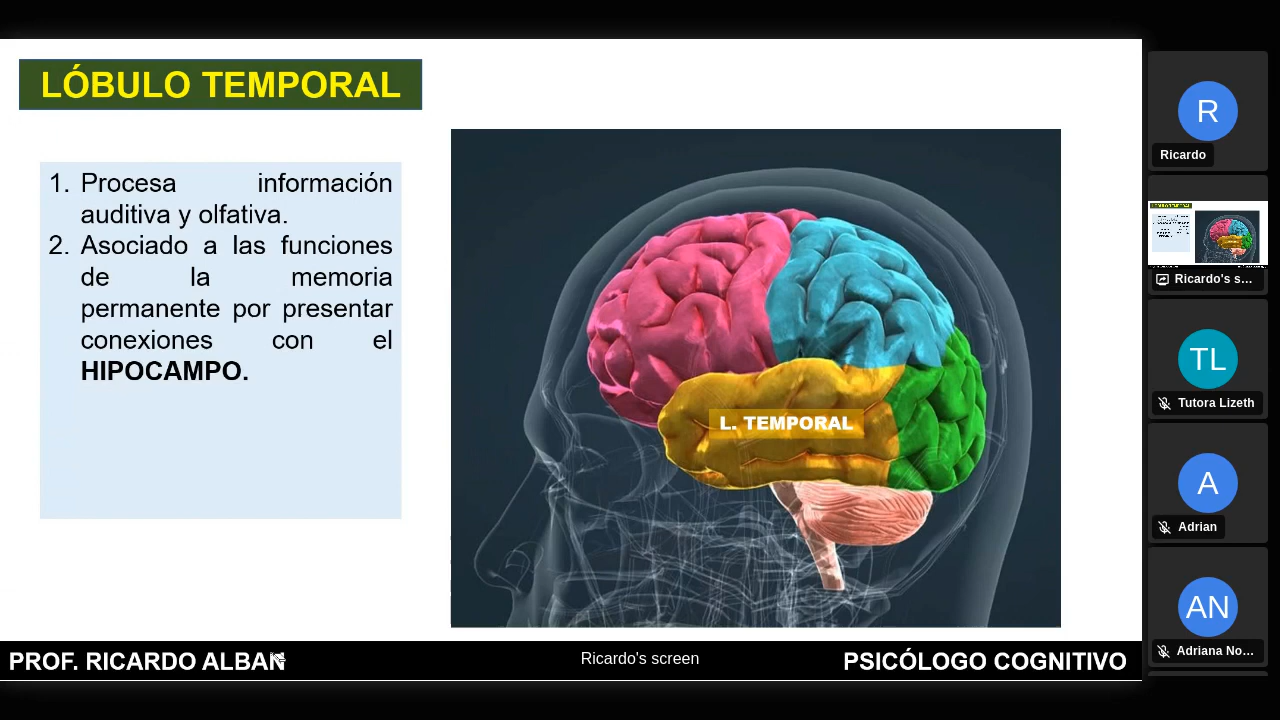 LÓBULO TEMPORAL
1. Procesa información
auditiva y olfativa.
2. Asociado a las funciones
de la memoria
permanente por presentar
conexiones con el
HIPOCAMPO.
L. TEMPORAL
PROF. RICARDO ALBAN
Ricardo's screen
PSICÓLOGO COGNITIVO
R
Ricardo
Ricardo's s...
TL
Tutora Lizeth
A
Adrian
AN
Adriana No...